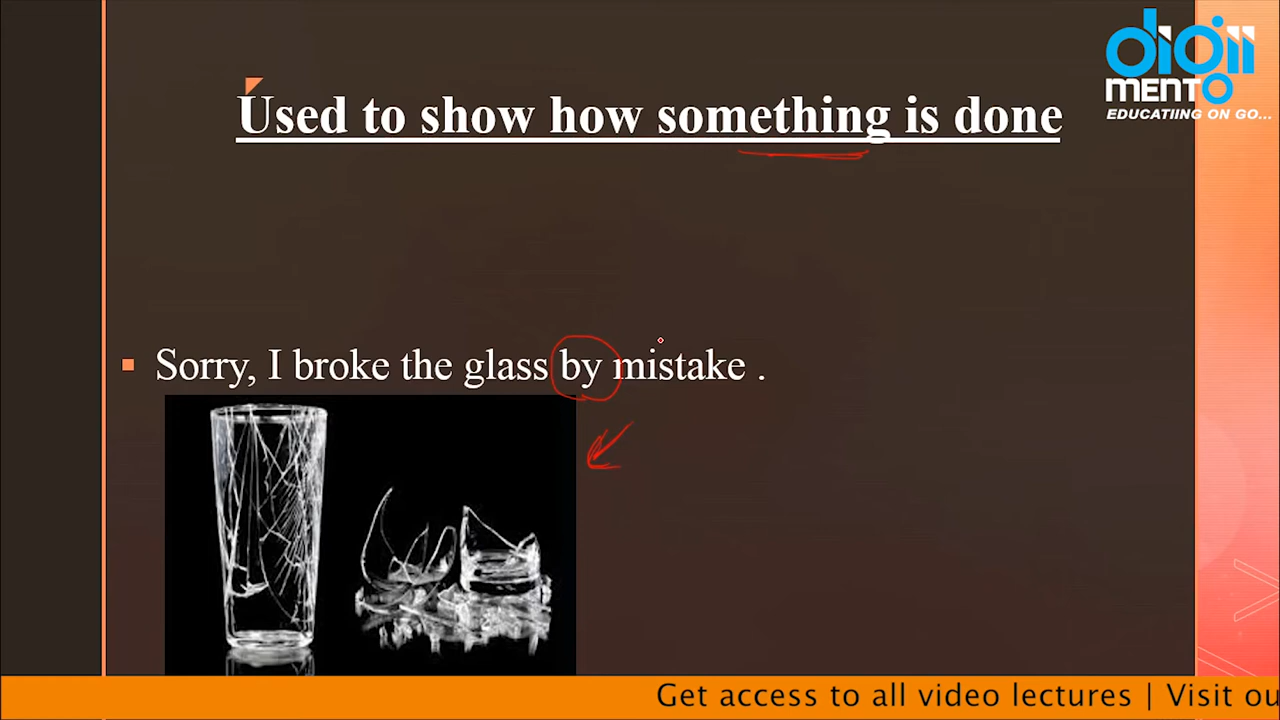 digii
MENTO
EDUCATIING ON GO...
Used to show how something is done
Sorry, I broke the glass by mistake .
Get access to all video lectures | Visit ou